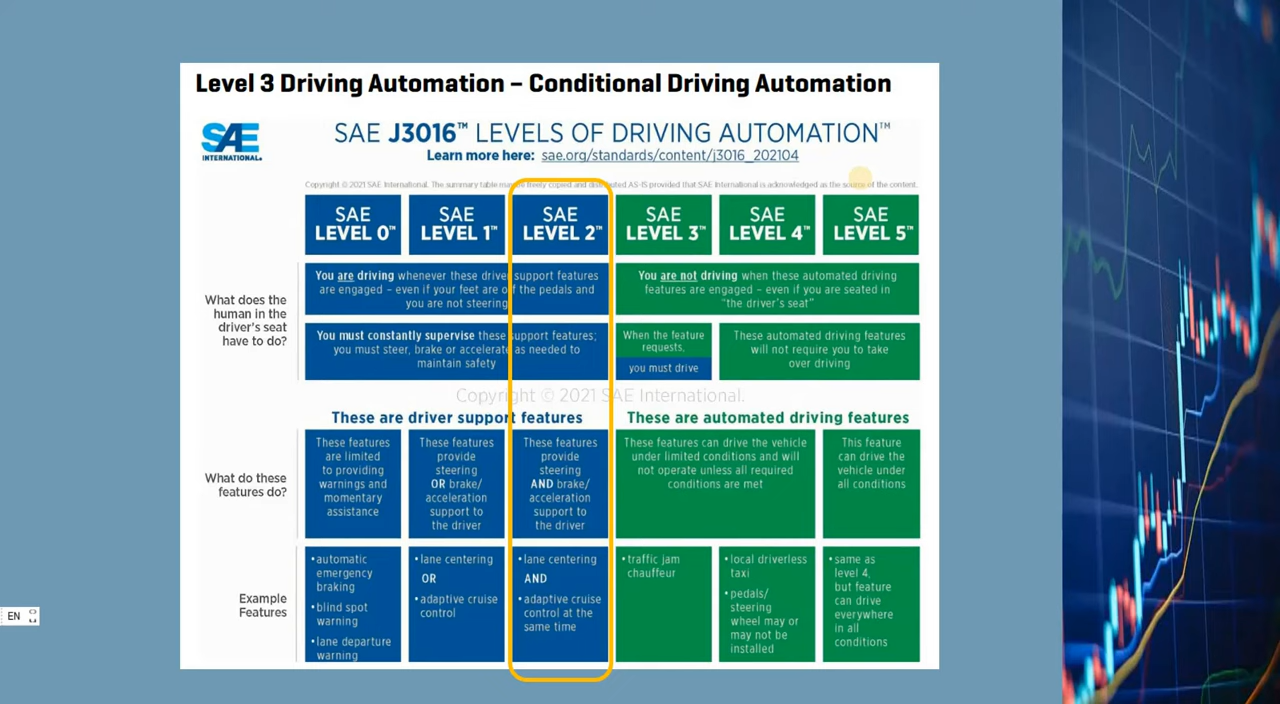 Level 3 Driving Automation – Conditional Driving Automation
SAE INTERNATIONAL®
SAE J3016™ LEVELS OF DRIVING AUTOMATION™
Learn more here: sae.org/standards/content/j3016_202104
Copyright © 2021 SAE International. The summary table may be freely copied and distributed AS-IS provided that SAE International is acknowledged as the source of the content.
SAE
LEVEL 0™
SAE
LEVEL 1™
SAE
LEVEL 2™
SAE
LEVEL 3™
SAE
LEVEL 4™
SAE
LEVEL 5™
What does the
human in the
driver's seat
have to do?
You are driving whenever these driver support features
are engaged – even if your feet are off the pedals and
you are not steering
You are not driving when these automated driving
features are engaged – even if you are seated in
“the driver's seat”
You must constantly supervise these support features;
you must steer, brake or accelerate as needed to
maintain safety
When the feature
requests,
you must drive
These automated driving features
will not require you to take
over driving
Copyright © 2021 SAE International.
These are driver support features
These are automated driving features
What do these
features do?
These features
are limited
to providing
warnings and
momentary
assistance
These features
provide
steering
OR brake/
acceleration
support to
the driver
These features
provide
steering
AND brake/
acceleration
support to
the driver
These features can drive the vehicle
under limited conditions and will
not operate unless all required
conditions are met
This feature
can drive the
vehicle under
all conditions
Example
Features
• automatic
emergency
braking
• blind spot
warning
• lane departure
warning
• lane centering
OR
• adaptive cruise
control
• lane centering
AND
• adaptive cruise
control at the
same time
• traffic jam
chauffeur
• local driverless
taxi
• pedals/
steering
wheel may or
may not be
installed
• same as
level 4,
but feature
can drive
everywhere
in all
conditions
EN